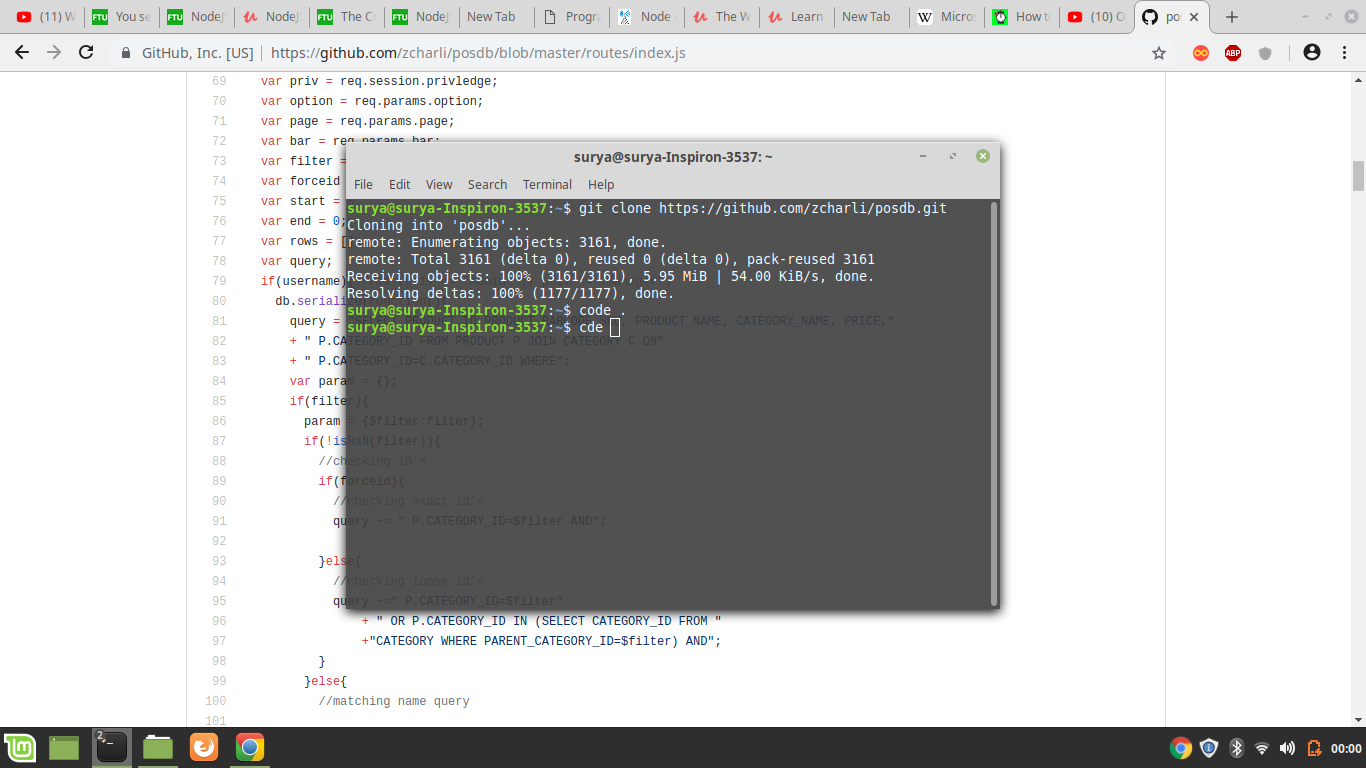 (11) W
FTU You se
FTU NodeJ
NodeJ
FTU The C
FTU NodeJ
New Tab
Progra
Node
The W
Learn
New Tab
W Micros
How t
(10) O
pos
GitHub, Inc. [US] | https://github.com/zcharli/posdb/blob/master/routes/index.js
ABP
69 var priv = req.session.privledge;
70 var option = req.params.option;
71 var page = req.params.page;
72 var bar = req.params.bar;
73 var filter =
74 var forceid
75 var start =
76 var end = 0;
77 var rows = [
78 var query;
79 if(username)
80 db.serialize
81 query = "SELECT PRODUCT_NAME, CATEGORY_NAME, PRICE,"
82 + " P.CATEGORY_ID FROM PRODUCT P JOIN CATEGORY C ON"
83 + " P.CATEGORY_ID=C.CATEGORY_ID WHERE";
84 var param = {};
85 if(filter){
86 param = {$filter:filter};
87 if(!isNaN(filter)){
88 //checking id's
89 if(forceid){
90 //checking exact id's
91 query += " P.CATEGORY_ID=$filter AND";
92
93 }else{
94 //checking loose id's
95 query +=" P.CATEGORY_ID=$filter"
96 + " OR P.CATEGORY_ID IN (SELECT CATEGORY_ID FROM "
97 +"CATEGORY WHERE PARENT_CATEGORY_ID=$filter) AND";
98 }
99 }else{
100 //matching name query
101
surya@surya-Inspiron-3537: ~
File Edit View Search Terminal Help
surya@surya-Inspiron-3537:~$ git clone https://github.com/zcharli/posdb.git
Cloning into 'posdb'...
remote: Enumerating objects: 3161, done.
remote: Total 3161 (delta 0), reused 0 (delta 0), pack-reused 3161
Receiving objects: 100% (3161/3161), 5.95 MiB | 54.00 KiB/s, done.
Resolving deltas: 100% (1177/1177), done.
surya@surya-Inspiron-3537:~$ code .
surya@surya-Inspiron-3537:~$ cde
2
00:00